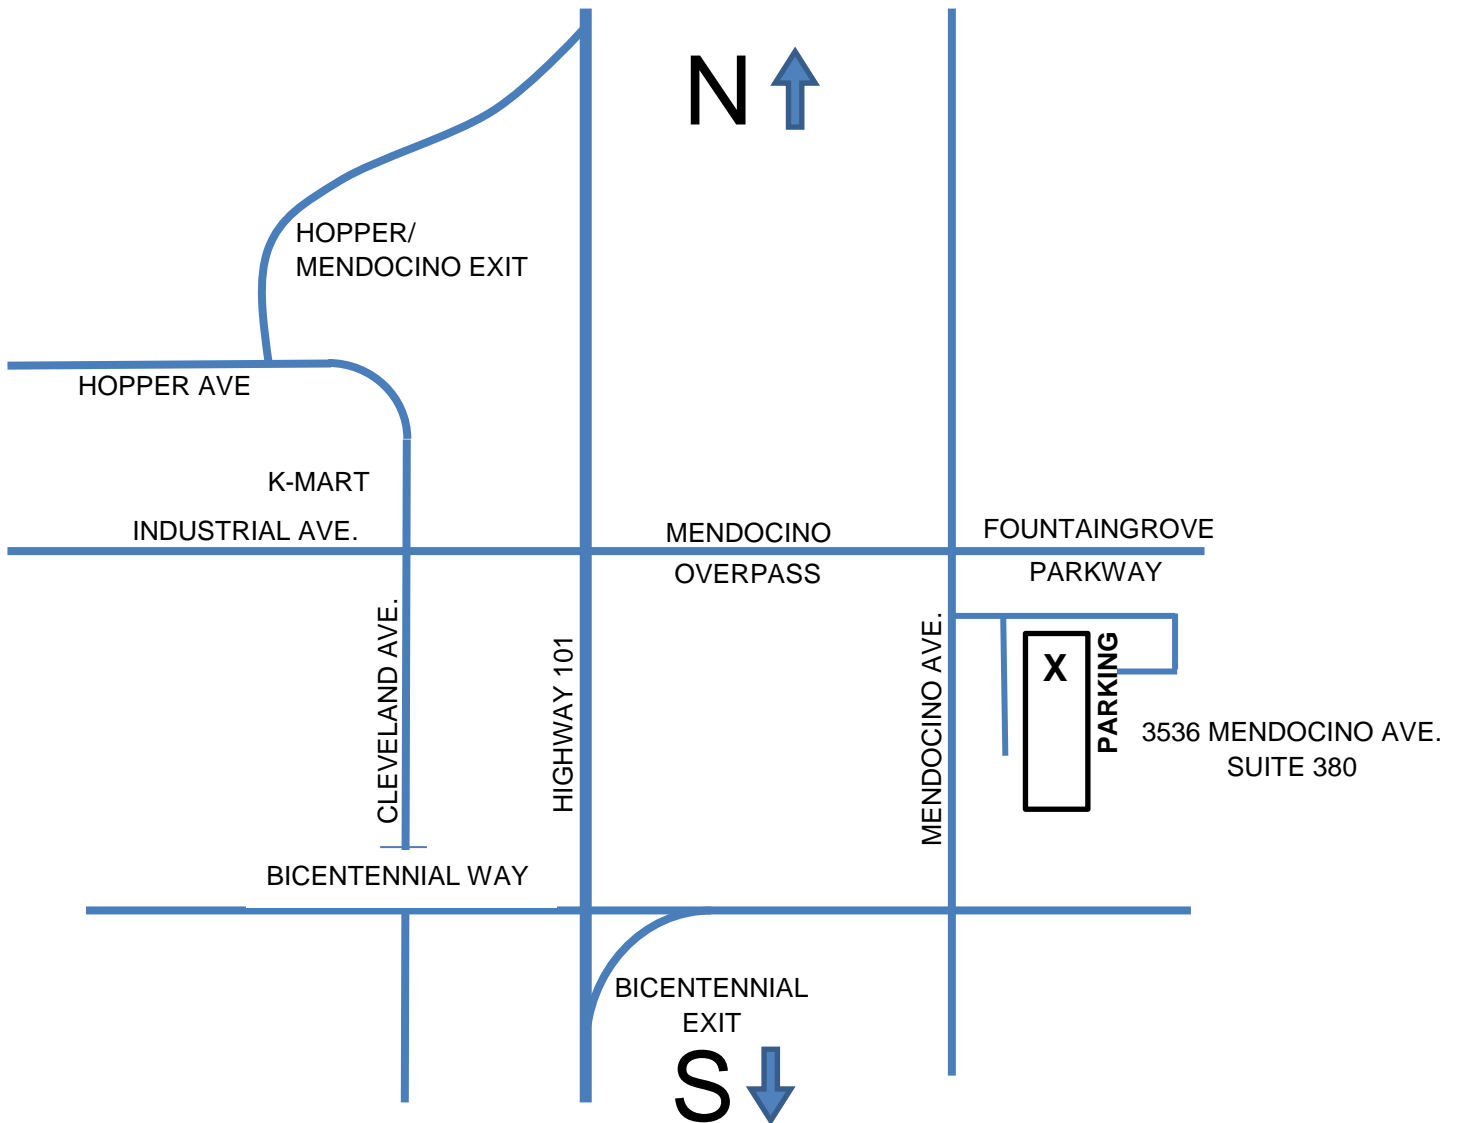 N
HOPPER/
MENDOCINO EXIT
HOPPER AVE
K-MART
INDUSTRIAL AVE.
MENDOCINO
OVERPASS
FOUNTAINGROVE
PARKWAY
CLEVELAND AVE.
HIGHWAY 101
MENDOCINO AVE.
X
PARKING
3536 MENDOCINO AVE.
SUITE 380
BICENTENNIAL WAY
BICENTENNIAL
EXIT
S